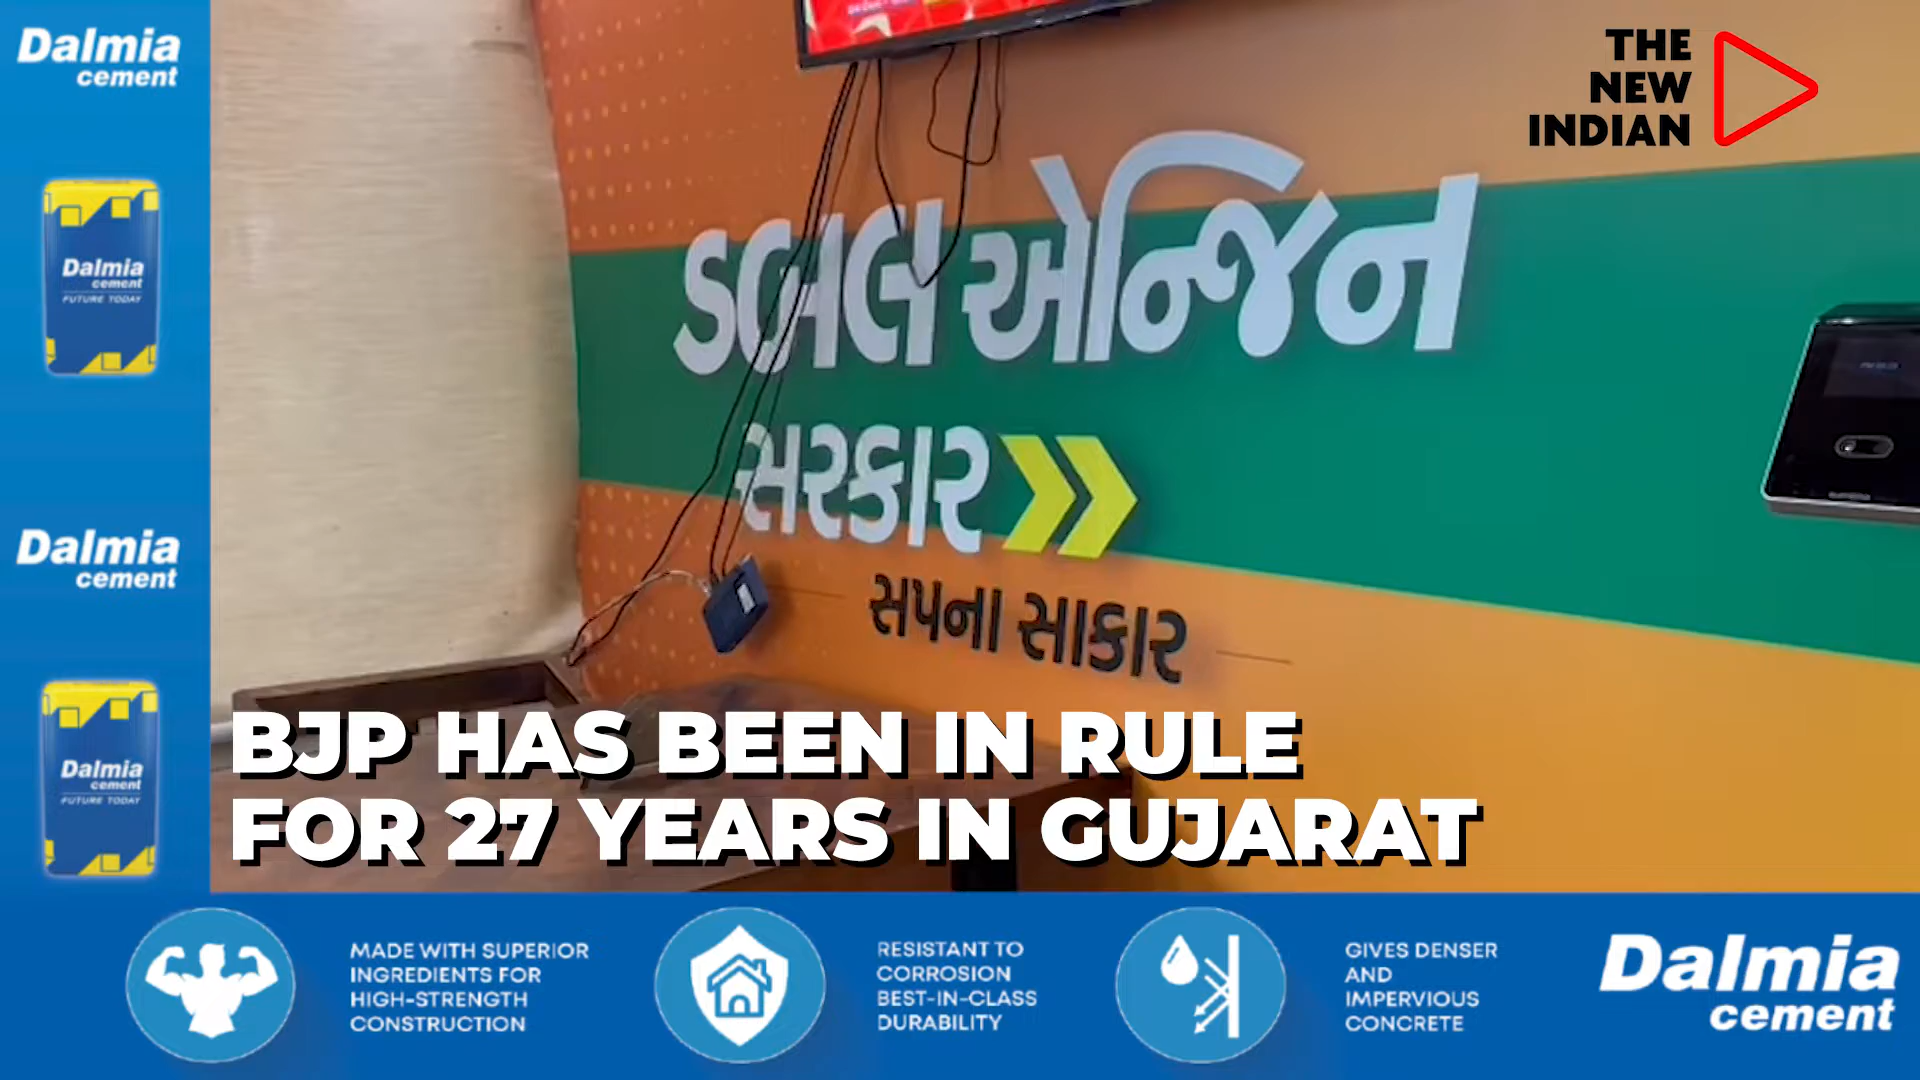 Dalmia
cement
Dalmia
cement
FUTURE TODAY
Dalmia
cement
Dalmia
cement
FUTURE TODAY
THE
NEW
INDIAN
ડબલ એન્જિન
સરકાર
સપના સાકાર
BJP HAS BEEN IN RULE
FOR 27 YEARS IN GUJARAT
MADE WITH SUPERIOR
INGREDIENTS FOR
HIGH-STRENGTH
CONSTRUCTION
RESISTANT TO
CORROSION
BEST-IN-CLASS
DURABILITY
GIVES DENSER
AND
IMPERVIOUS
CONCRETE
Dalmia
cement